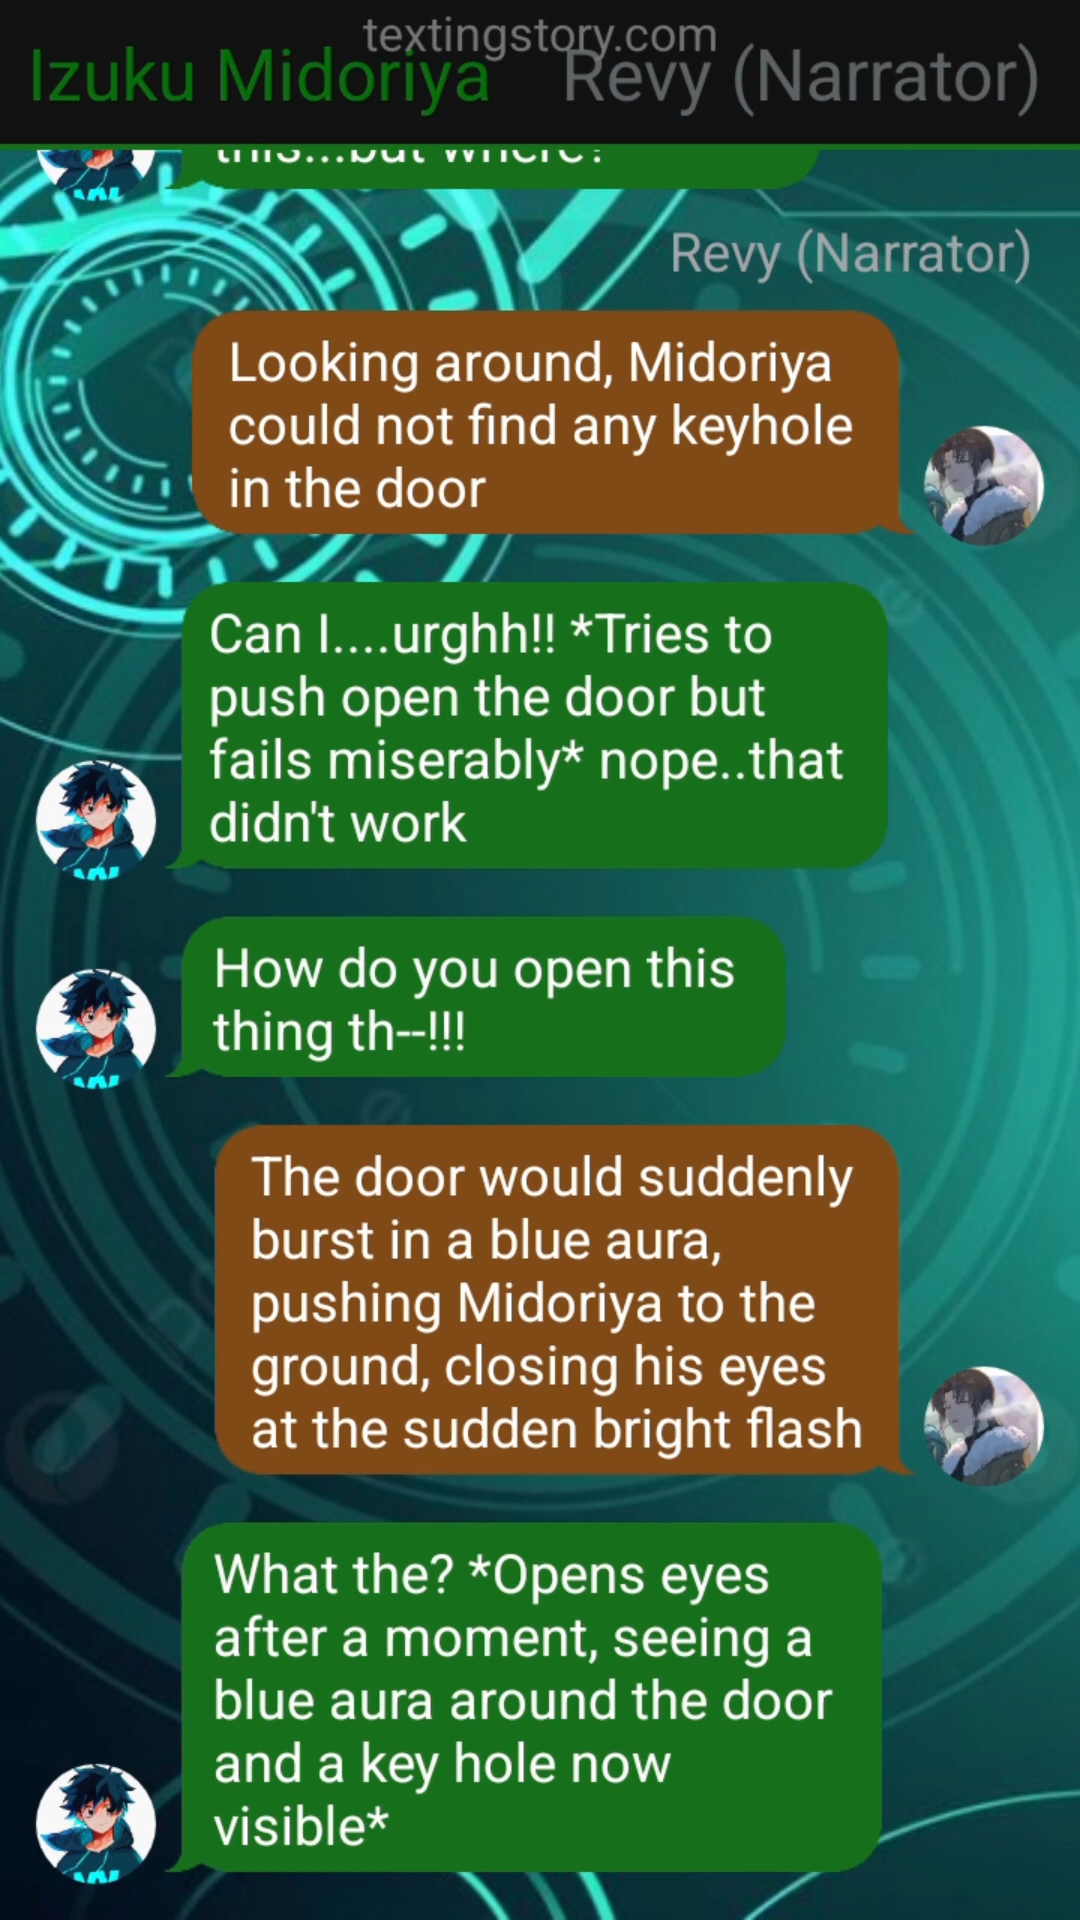 textingstory.com
Izuku Midoriya Revy (Narrator)
this...but where?
Revy (Narrator)
Looking around, Midoriya
could not find any keyhole
in the door
Can I....urghh!! *Tries to
push open the door but
fails miserably* nope..that
didn't work
How do you open this
thing th--!!!
The door would suddenly
burst in a blue aura,
pushing Midoriya to the
ground, closing his eyes
at the sudden bright flash
What the? *Opens eyes
after a moment, seeing a
blue aura around the door
and a key hole now
visible*